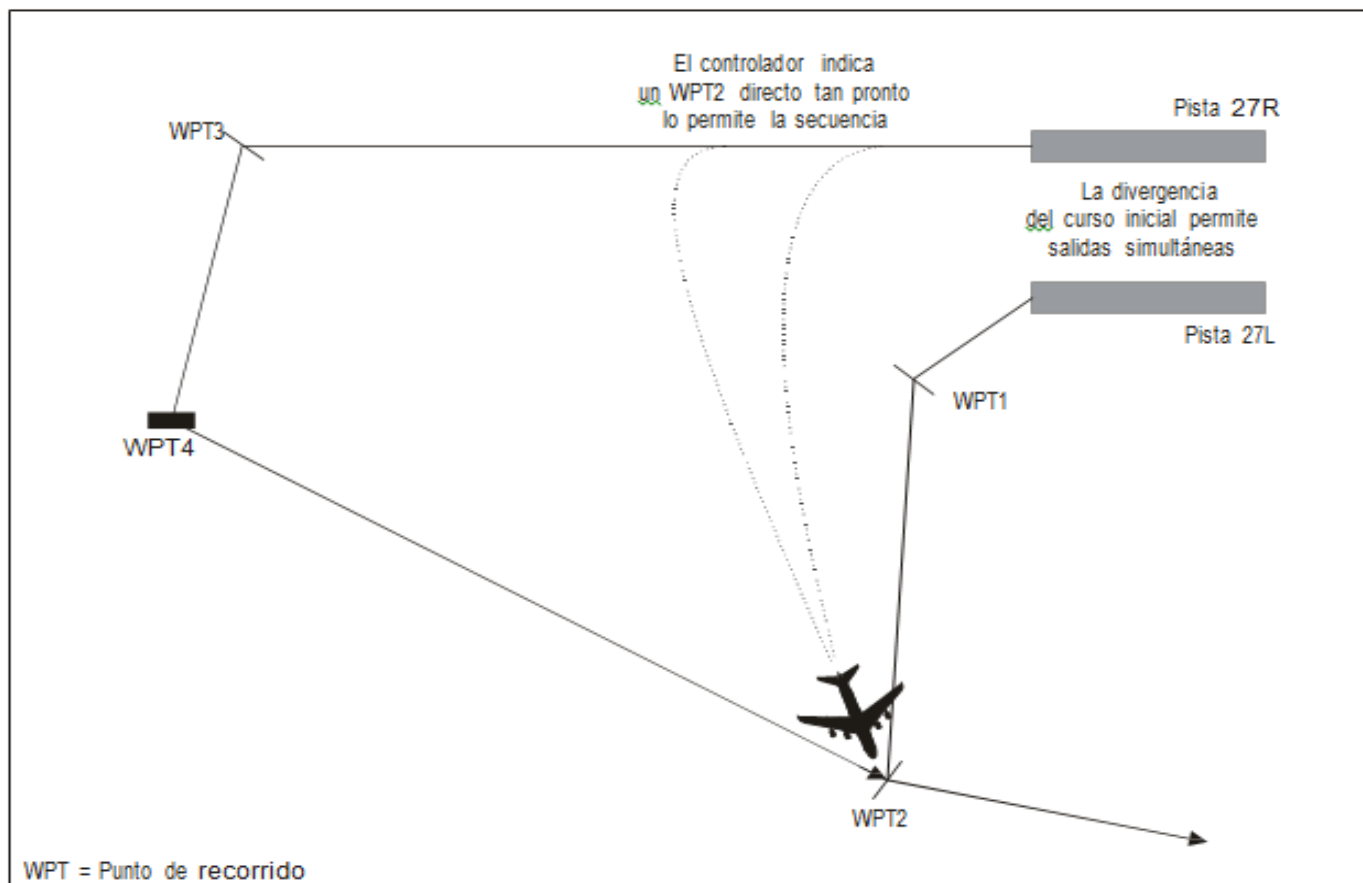 El controlador indica
un WPT2 directo tan pronto
lo permite la secuencia
Pista 27R
WPT3
La divergencia
del curso inicial permite
salidas simultáneas
Pista 27L
WPT1
WPT4
WPT2
WPT = Punto de recorrido